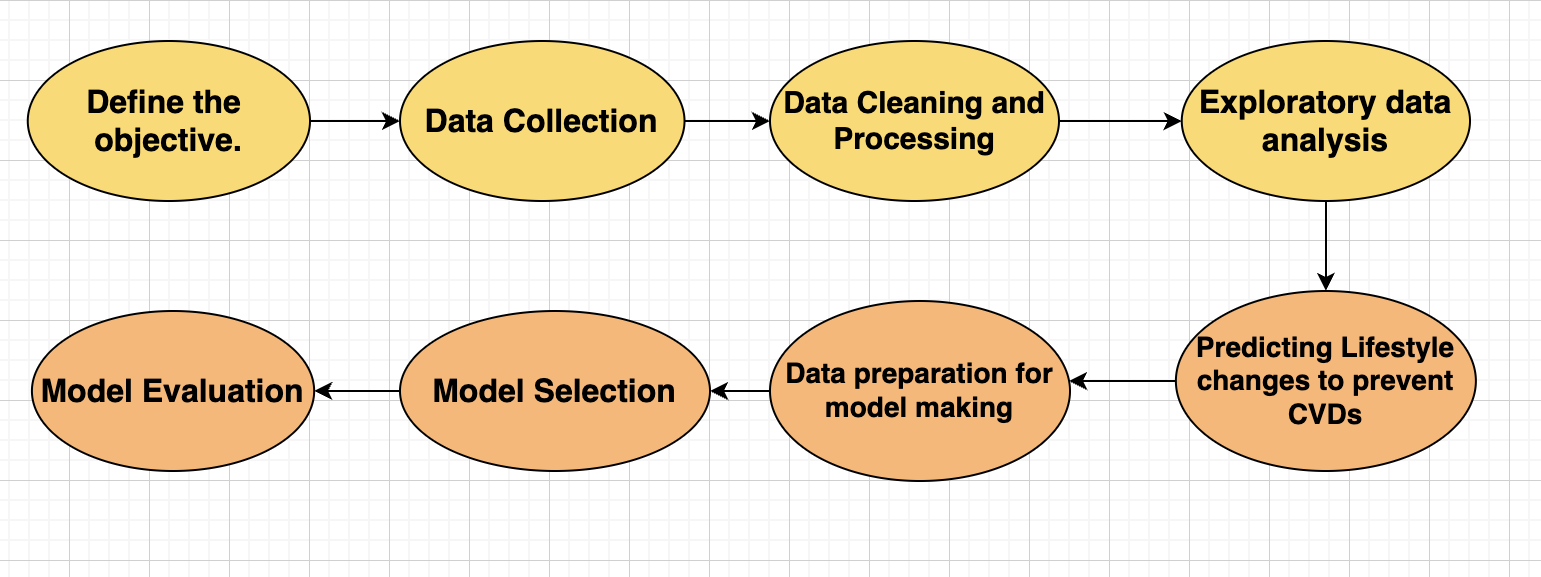 Define the
objective.
Data Collection
Data Cleaning and
Processing
Exploratory data
analysis
Predicting Lifestyle
changes to prevent
CVDs
Data preparation for
model making
Model Selection
Model Evaluation